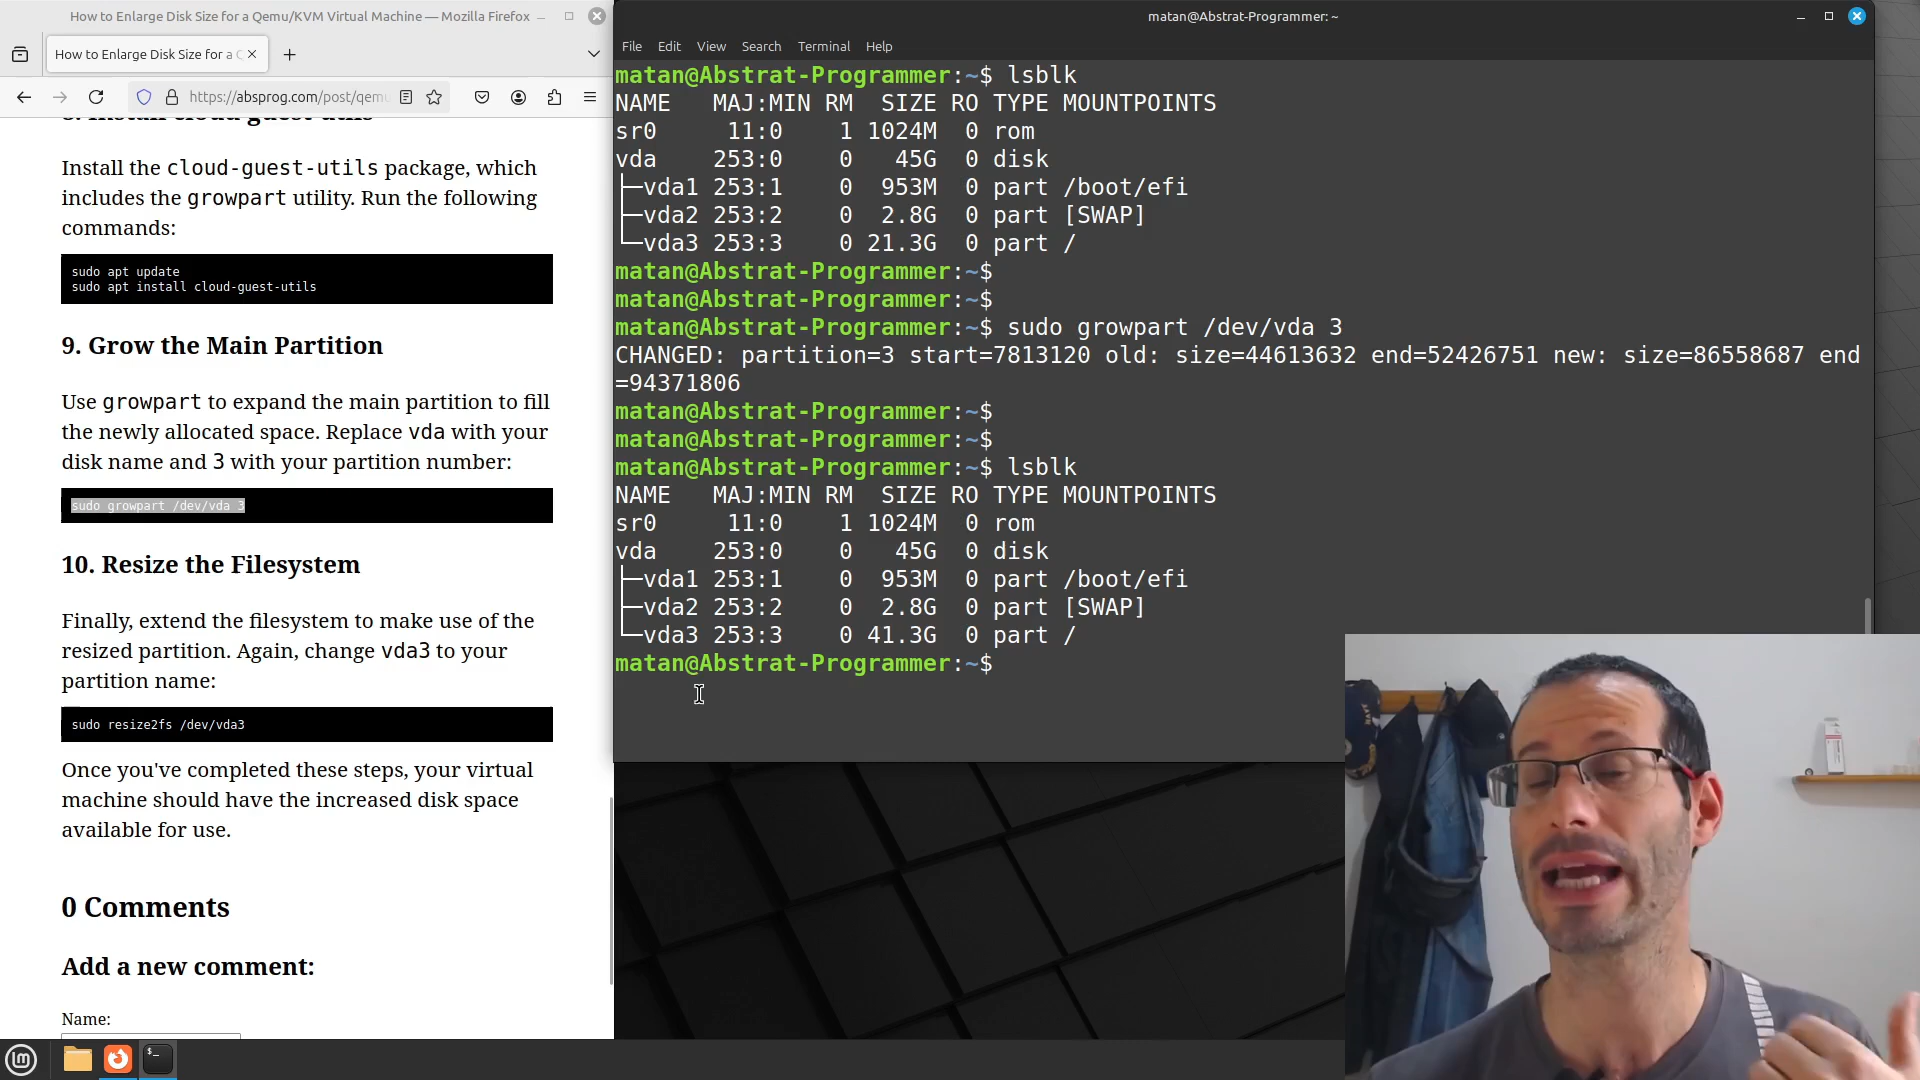 How to Enlarge Disk Size for a Qemu/KVM Virtual Machine — Mozilla Firefox
How to Enlarge Disk Size for a
https://absprog.com/post/qemu
Install the cloud-guest-utils package, which
includes the growpart utility. Run the following
commands:
sudo apt update
sudo apt install cloud-guest-utils
9. Grow the Main Partition
Use growpart to expand the main partition to fill
the newly allocated space. Replace vda with your
disk name and 3 with your partition number:
sudo growpart /dev/vda 3
10. Resize the Filesystem
Finally, extend the filesystem to make use of the
resized partition. Again, change vda3 to your
partition name:
sudo resize2fs /dev/vda3
Once you've completed these steps, your virtual
machine should have the increased disk space
available for use.
0 Comments
Add a new comment:
Name:
matan@Abstrat-Programmer: ~
File Edit View Search Terminal Help
matan@Abstrat-Programmer:~$ lsblk
NAME MAJ:MIN RM SIZE RO TYPE MOUNTPOINTS
sr0 11:0 1 1024M 0 rom
vda 253:0 0 45G 0 disk
├─vda1 253:1 0 953M 0 part /boot/efi
├─vda2 253:2 0 2.8G 0 part [SWAP]
└─vda3 253:3 0 21.3G 0 part /
matan@Abstrat-Programmer:~$
matan@Abstrat-Programmer:~$
matan@Abstrat-Programmer:~$ sudo growpart /dev/vda 3
CHANGED: partition=3 start=7813120 old: size=44613632 end=52426751 new: size=86558687 end
=94371806
matan@Abstrat-Programmer:~$
matan@Abstrat-Programmer:~$
matan@Abstrat-Programmer:~$ lsblk
NAME MAJ:MIN RM SIZE RO TYPE MOUNTPOINTS
sr0 11:0 1 1024M 0 rom
vda 253:0 0 45G 0 disk
├─vda1 253:1 0 953M 0 part /boot/efi
├─vda2 253:2 0 2.8G 0 part [SWAP]
└─vda3 253:3 0 41.3G 0 part /
matan@Abstrat-Programmer:~$